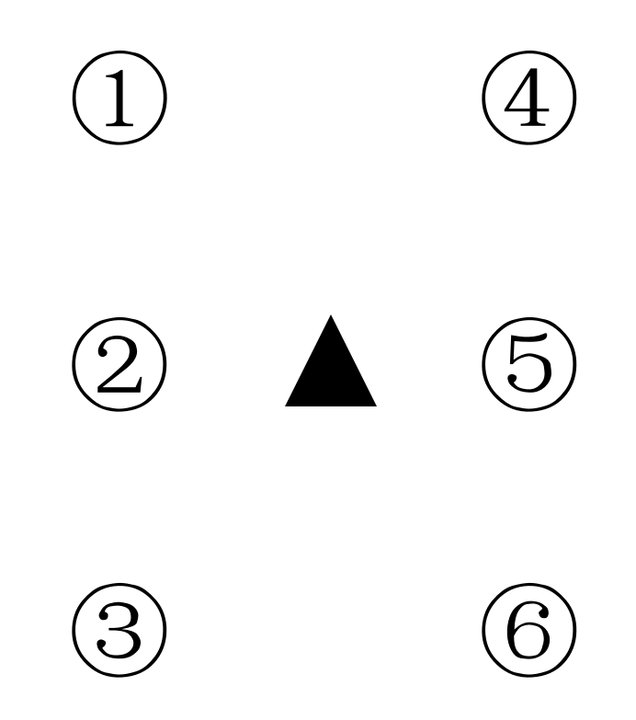 ① ④
② ▲ ⑤
③ ⑥